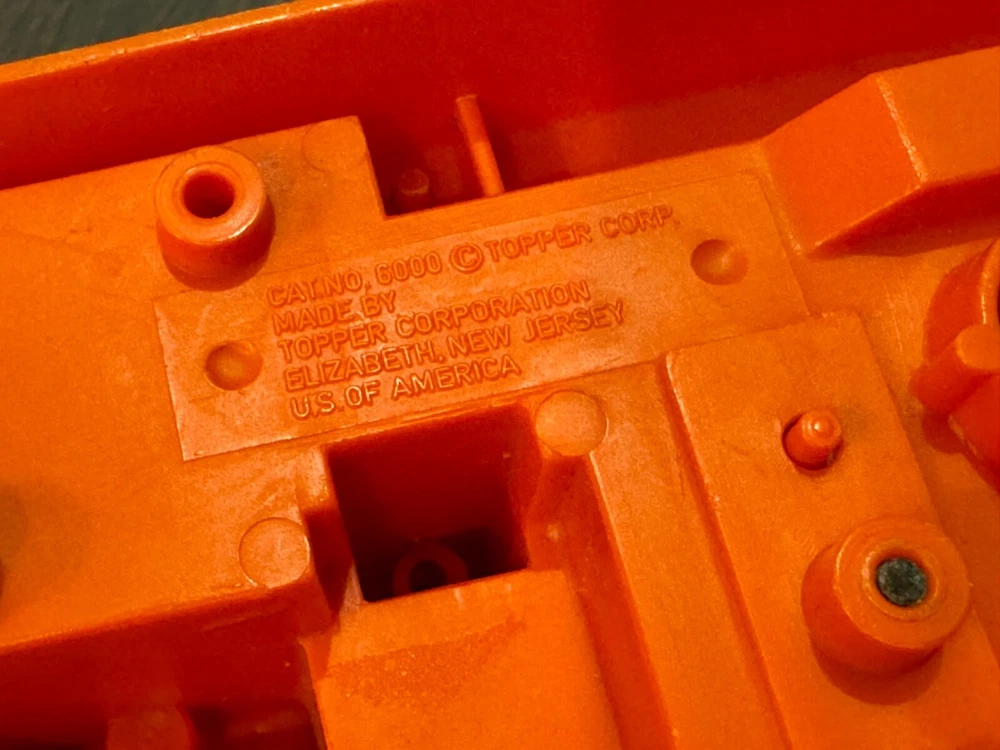 CAT.NO. 6000 © TOPPER CORP.
MADE BY
TOPPER CORPORATION
ELIZABETH, NEW JERSEY
U.S. OF AMERICA